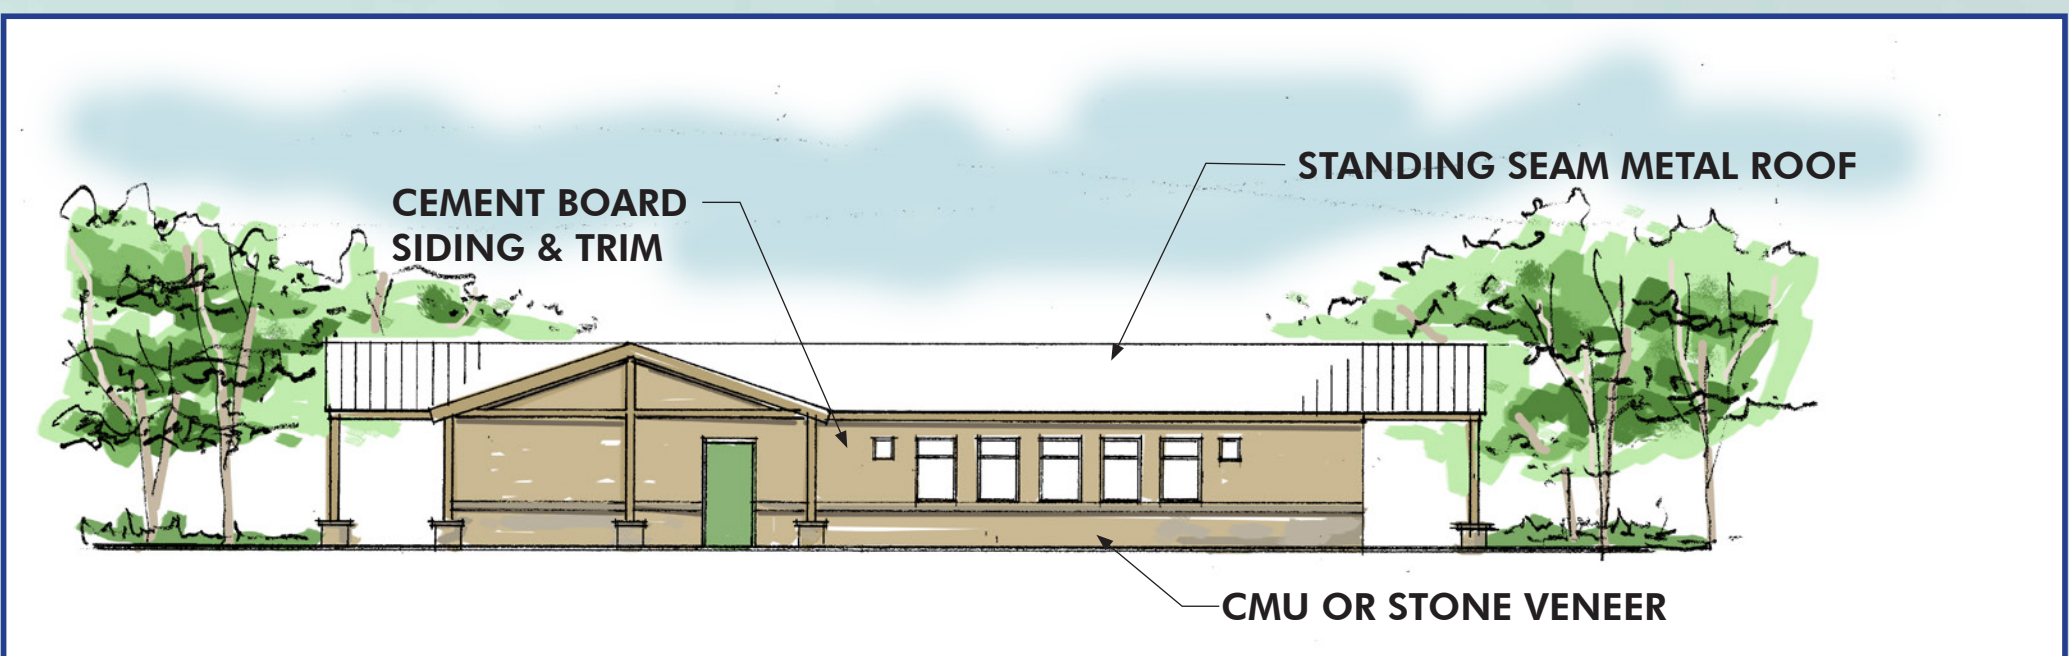 STANDING SEAM METAL ROOF
CEMENT BOARD
SIDING & TRIM
CMU OR STONE VENEER